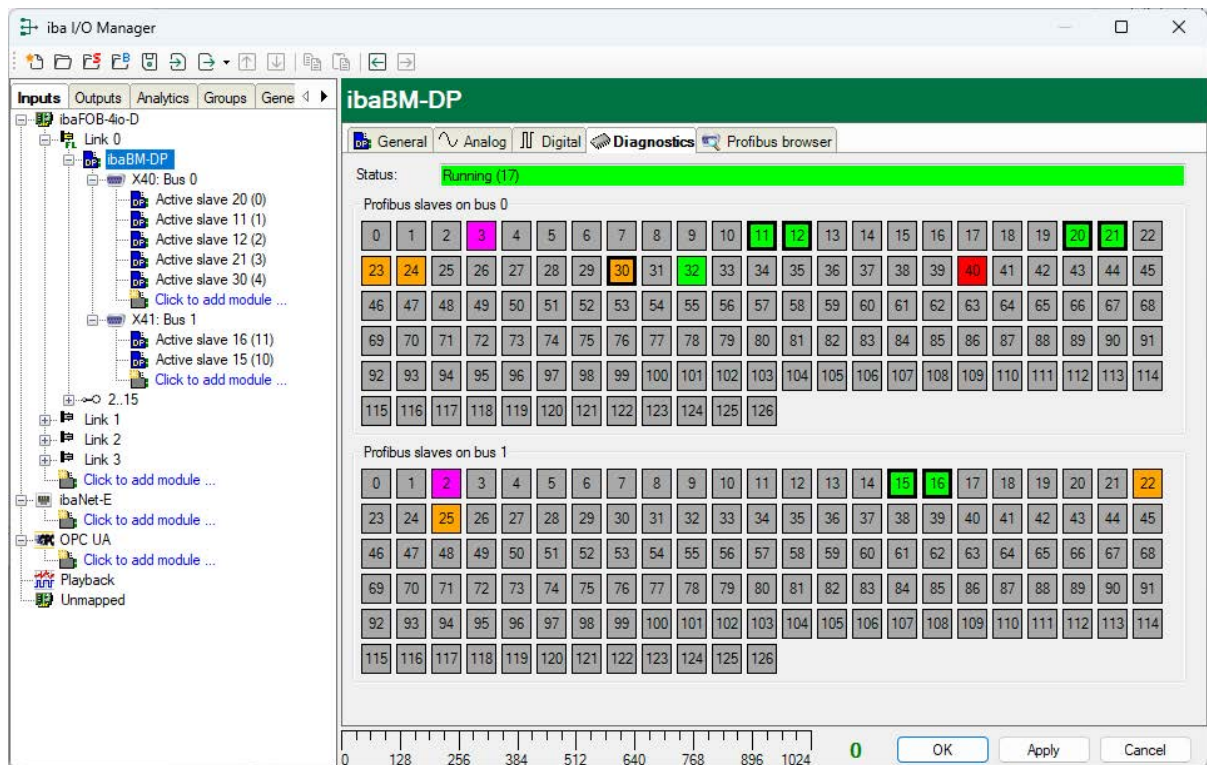 iba I/O Manager
Inputs Outputs Analytics Groups Gene
ibaFOB-4io-D
Link 0
ibaBM-DP
X40: Bus 0
Active slave 20 (0)
Active slave 11 (1)
Active slave 12 (2)
Active slave 21 (3)
Active slave 30 (4)
Click to add module ...
X41: Bus 1
Active slave 16 (11)
Active slave 15 (10)
Click to add module ...
2..15
Link 1
Link 2
Link 3
Click to add module ...
ibaNet-E
Click to add module ...
OPC UA
Click to add module ...
Playback
Unmapped
ibaBM-DP
General Analog Digital Diagnostics Profibus browser
Status: Running (17)
Profibus slaves on bus 0
0 1 2 3 4 5 6 7 8 9 10 11 12 13 14 15 16 17 18 19 20 21 22
23 24 25 26 27 28 29 30 31 32 33 34 35 36 37 38 39 40 41 42 43 44 45
46 47 48 49 50 51 52 53 54 55 56 57 58 59 60 61 62 63 64 65 66 67 68
69 70 71 72 73 74 75 76 77 78 79 80 81 82 83 84 85 86 87 88 89 90 91
92 93 94 95 96 97 98 99 100 101 102 103 104 105 106 107 108 109 110 111 112 113 114
115 116 117 118 119 120 121 122 123 124 125 126
Profibus slaves on bus 1
0 1 2 3 4 5 6 7 8 9 10 11 12 13 14 15 16 17 18 19 20 21 22
23 24 25 26 27 28 29 30 31 32 33 34 35 36 37 38 39 40 41 42 43 44 45
46 47 48 49 50 51 52 53 54 55 56 57 58 59 60 61 62 63 64 65 66 67 68
69 70 71 72 73 74 75 76 77 78 79 80 81 82 83 84 85 86 87 88 89 90 91
92 93 94 95 96 97 98 99 100 101 102 103 104 105 106 107 108 109 110 111 112 113 114
115 116 117 118 119 120 121 122 123 124 125 126
0 128 256 384 512 640 768 896 1024 0 OK Apply Cancel